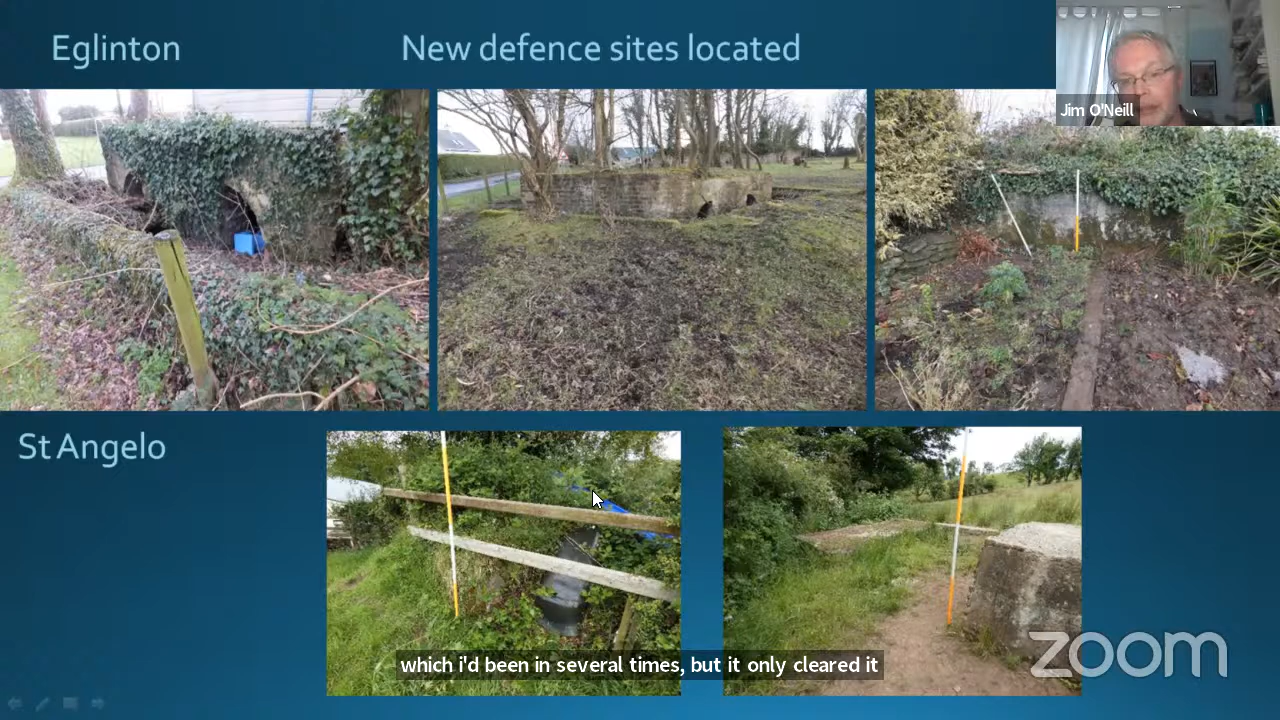 Eglinton
New defence sites located
Jim O'Neill
St Angelo
which i'd been in several times, but it only cleared it
zoom